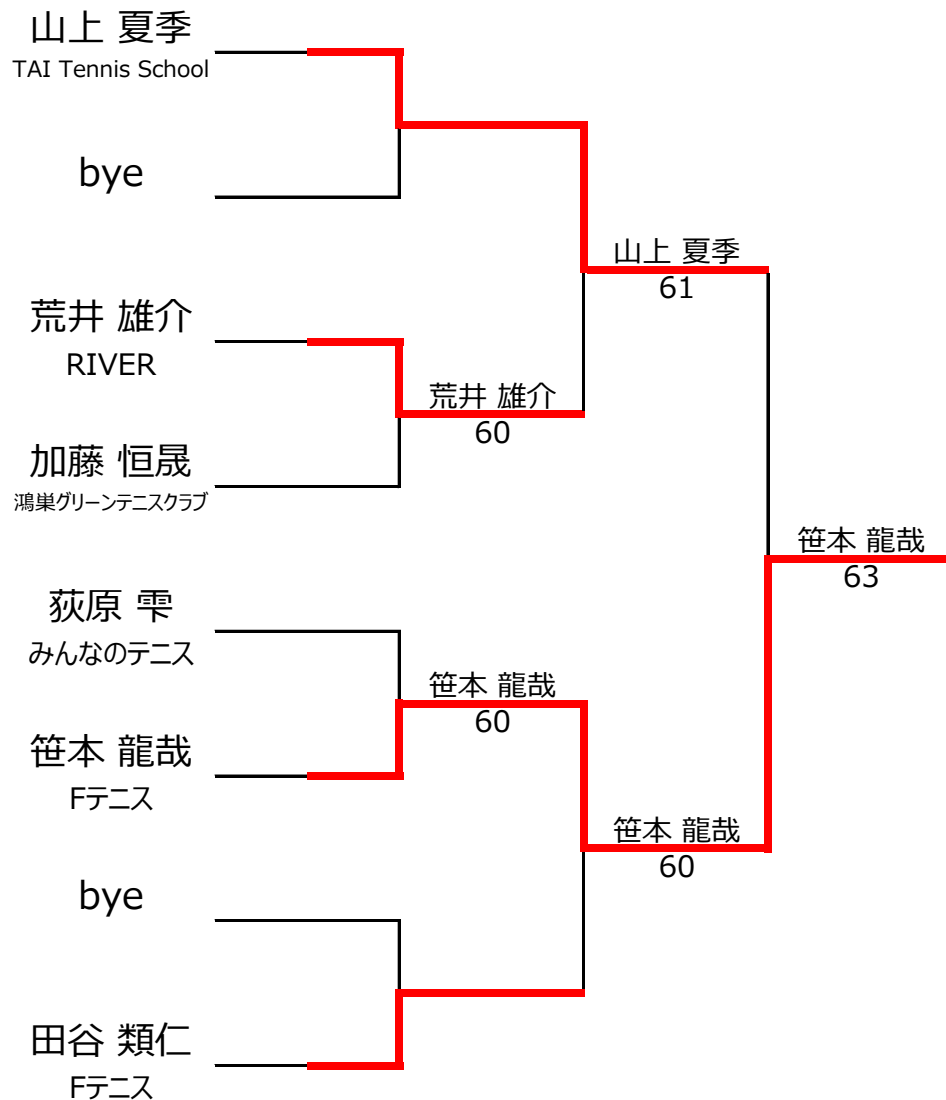 山上 夏季
TAI Tennis School
bye
荒井 雄介
RIVER
加藤 恒晟
鴻巣グリーンテニスクラブ
荻原 雫
みんなのテニス
笹本 龍哉
Fテニス
bye
田谷 類仁
Fテニス
荒井 雄介
60
笹本 龍哉
60
山上 夏季
61
笹本 龍哉
60
笹本 龍哉
63